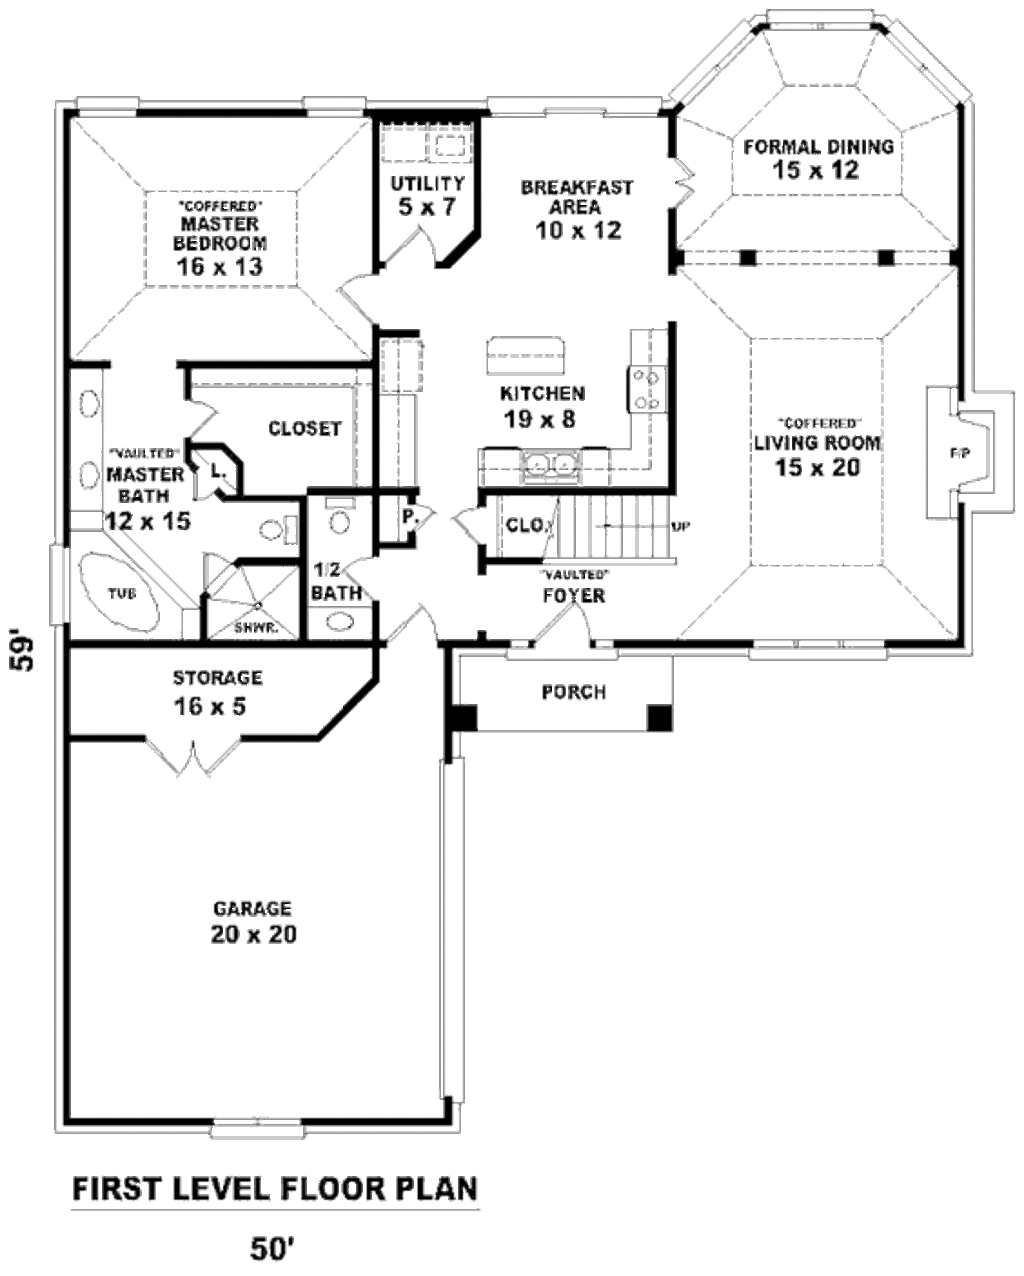 FORMAL DINING
15 x 12
UTILITY
5 x 7
BREAKFAST
AREA
10 x 12
"COFFERED"
MASTER
BEDROOM
16 x 13
KITCHEN
19 x 8
CLOSET
"COFFERED"
LIVING ROOM
15 x 20
F/P
"VAULTED"
MASTER
BATH
12 x 15
L.
P.
CLO.
UP
1/2
BATH
"VAULTED"
FOYER
TUB
SHWR.
59'
STORAGE
16 x 5
PORCH
GARAGE
20 x 20
FIRST LEVEL FLOOR PLAN
50'